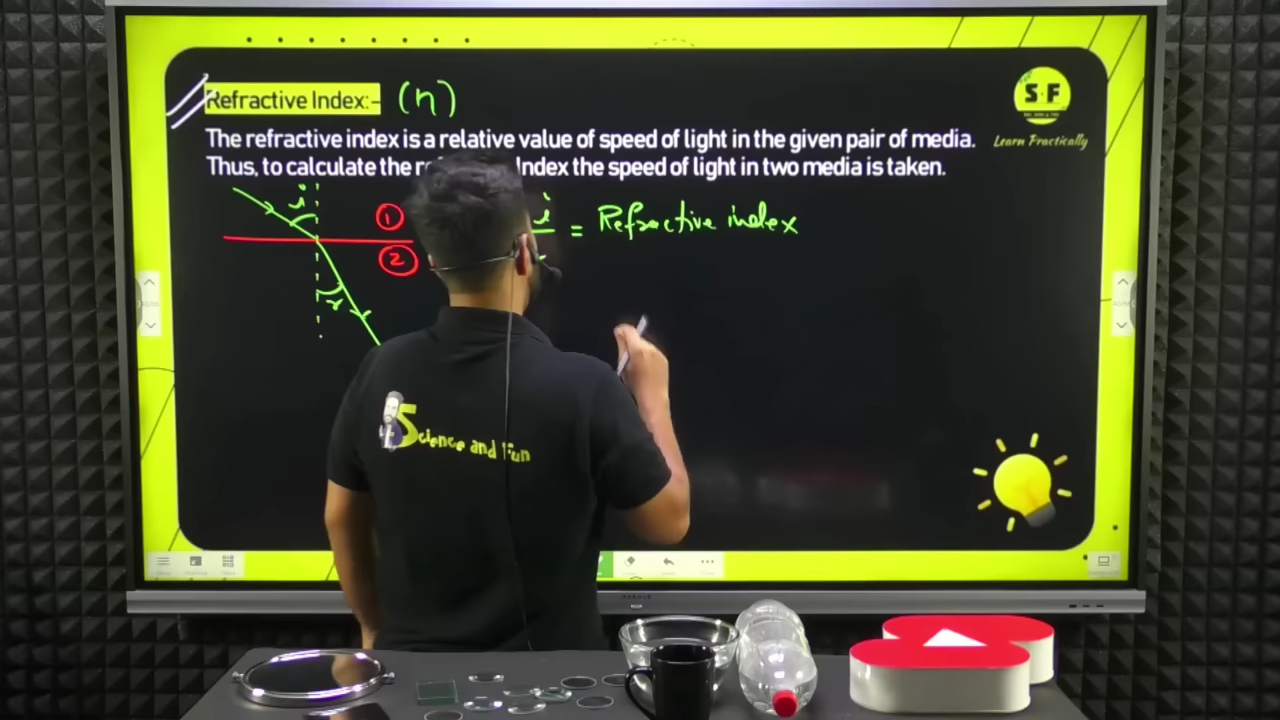 Refractive Index:- (n)
S F
Learn Practically
The refractive index is a relative value of speed of light in the given pair of media.
Thus, to calculate the Index the speed of light in two media is taken.
i
1
2
r
i = Refractive index
Science and Fun